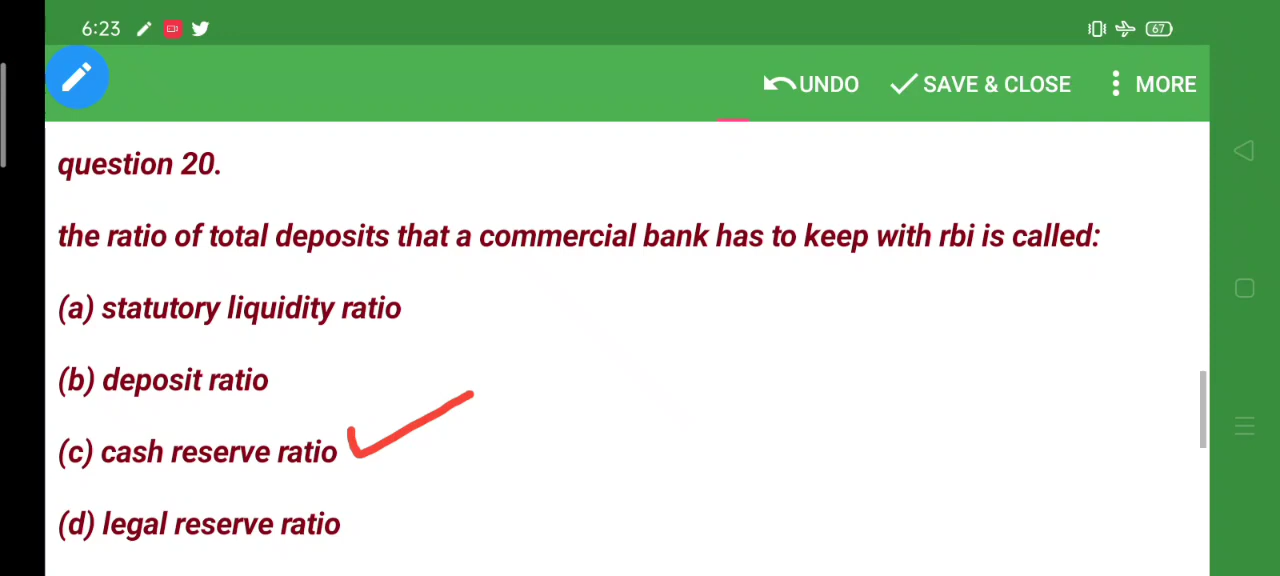 6:23
67
UNDO
SAVE & CLOSE
MORE
question 20.
the ratio of total deposits that a commercial bank has to keep with rbi is called:
(a) statutory liquidity ratio
(b) deposit ratio
(c) cash reserve ratio
(d) legal reserve ratio